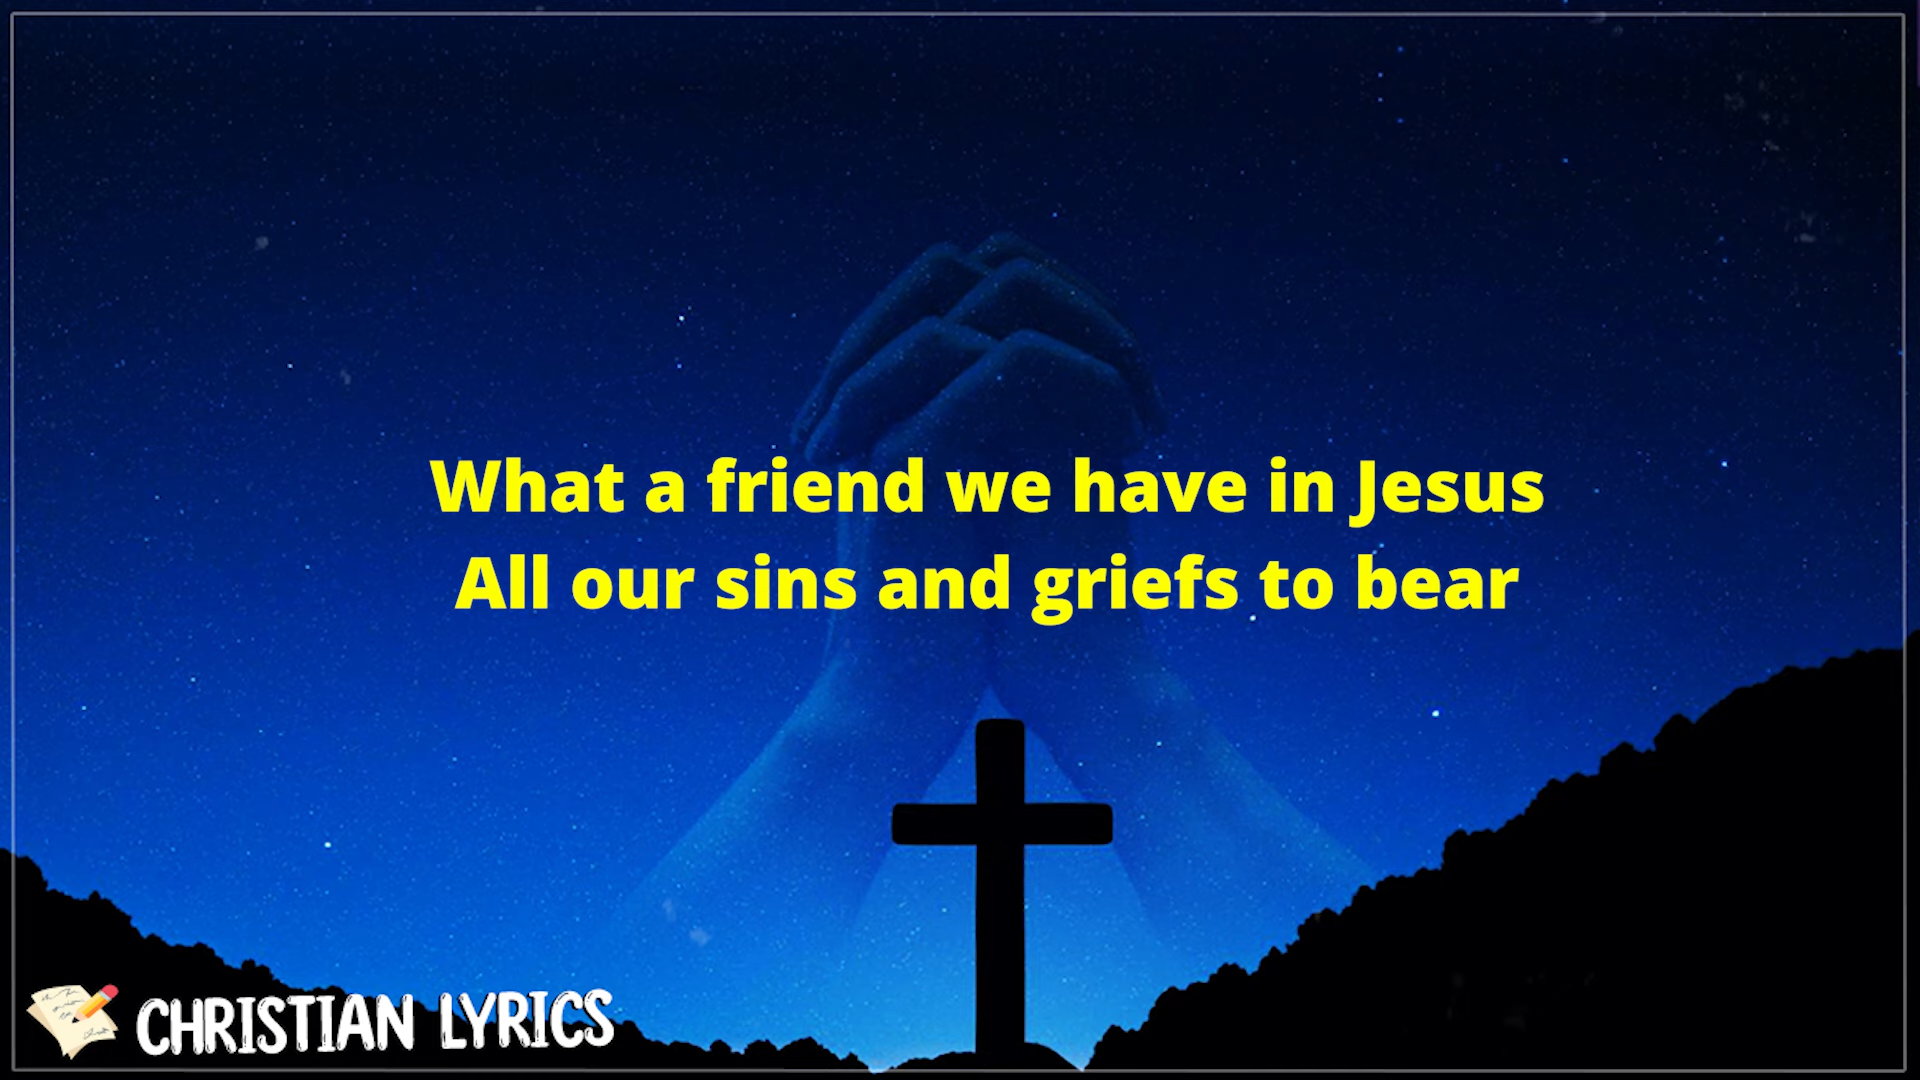 What a friend we have in Jesus
All our sins and griefs to bear
CHRISTIAN LYRICS